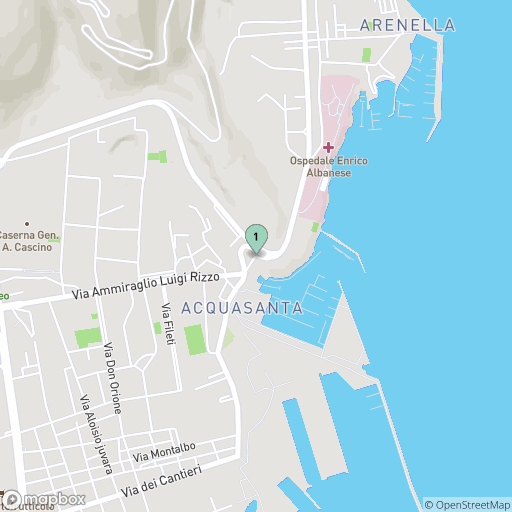 ARENELLA
Ospedale Enrico
Albanese
Caserna Gen.
A. Cascino
1
Via Ammiraglio Luigi Rizzo
ACQUASANTA
Via Fileti
Via Don Orione
Via Aloisio juvara
Via Montalbo
Via dei Cantieri
mapbox
© OpenStreetMap